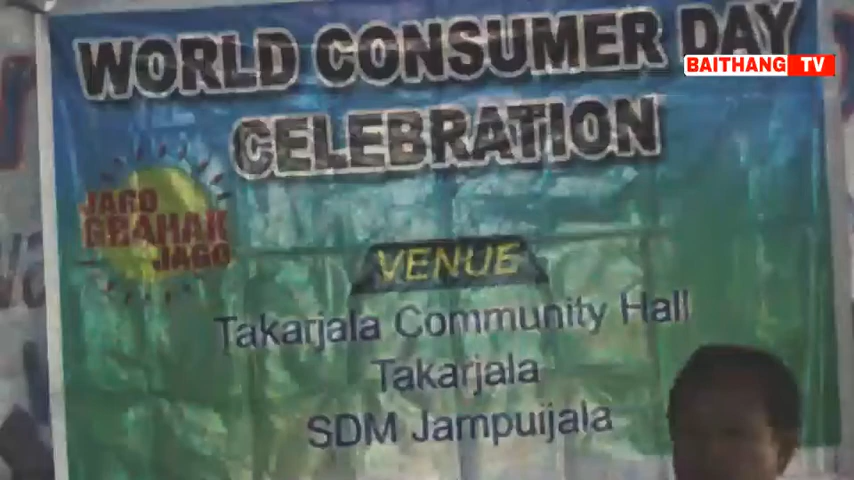 WORLD CONSUMER DAY
BAITHANG TV
CELEBRATION
JAGO
GRAHAK
JAGO
VENUE
Takarjala Community Hall
Takarjala
SDM Jampuijala